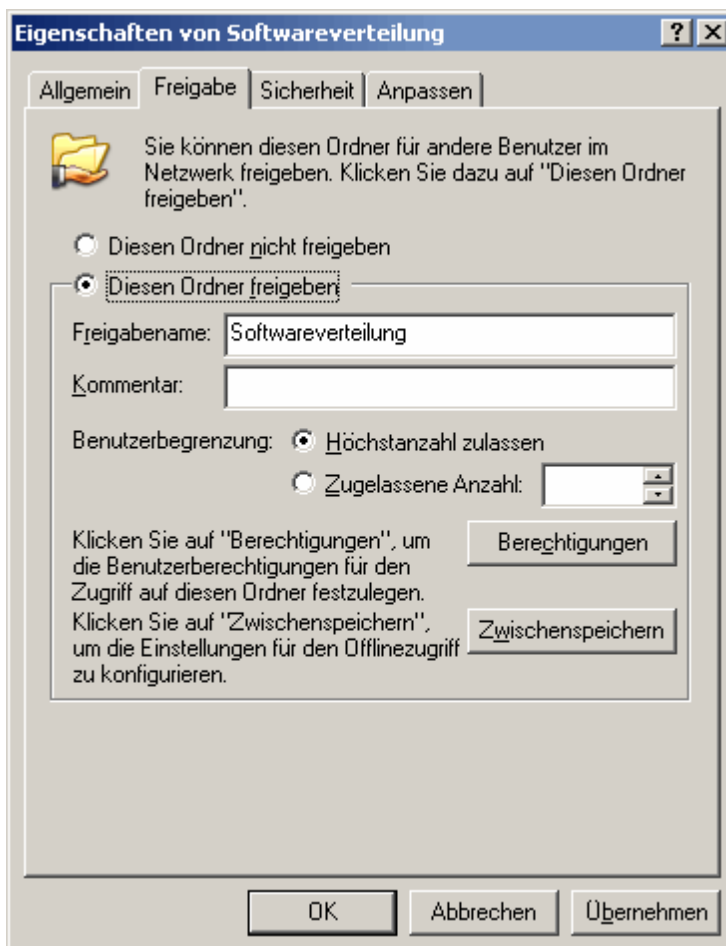 Eigenschaften von Softwareverteilung
Allgemein Freigabe Sicherheit Anpassen
Sie können diesen Ordner für andere Benutzer im
Netzwerk freigeben. Klicken Sie dazu auf "Diesen Ordner
freigeben".
Diesen Ordner nicht freigeben
Diesen Ordner freigeben
Freigabename: Softwareverteilung
Kommentar:
Benutzerbegrenzung: Höchstanzahl zulassen
Zugelassene Anzahl:
Klicken Sie auf "Berechtigungen", um
die Benutzerberechtigungen für den
Zugriff auf diesen Ordner festzulegen.
Berechtigungen
Klicken Sie auf "Zwischenspeichern",
um die Einstellungen für den Offlinezugriff
zu konfigurieren.
Zwischenspeichern
OK Abbrechen Übernehmen